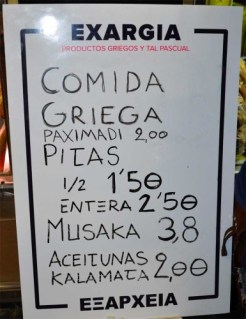 EXARGIA
PRODUCTOS GRIEGOS Y TAL PASCUAL
COMIDA
GRIEGA
PAXIMADI 2,00
PITAS
1/2 1'50
ENTERA 2'50
MUSAKA 3,8
ACEITUNAS
KALAMATA 2,00
ΕΞΑΡΧΕΙΑ